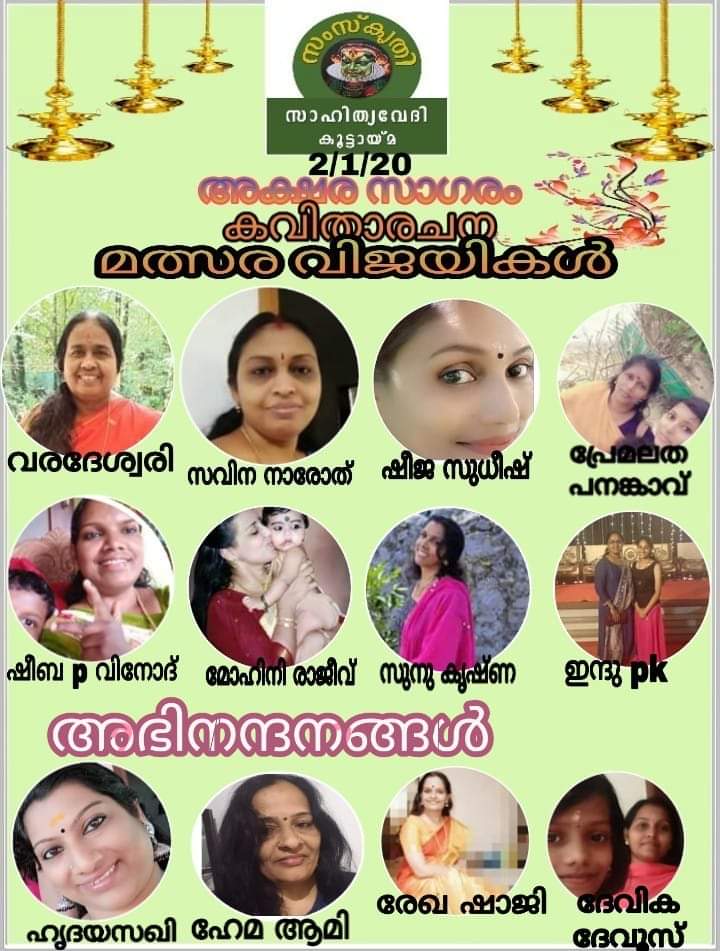 സംസ്കൃതി
സാഹിത്യവേദി
കൂട്ടായ്മ
2/1/20
അക്ഷര സാഗരം
കവിതാരചന
മത്സര വിജയികൾ
വരദേശ്വരി
സവിന നാരോത്
ഷീജ സുധീഷ്
പ്രേമലത
പനങ്കാവ്
ഷീബ p വിനോദ്
മോഹിനി രാജീവ്
സുനു കൃഷ്ണ
ഇന്ദു pk
അഭിനന്ദനങ്ങൾ
ഹൃദയസഖി
ഹേമ ആമി
രേഖ ഷാജി
ദേവിക
ദേവൂസ്